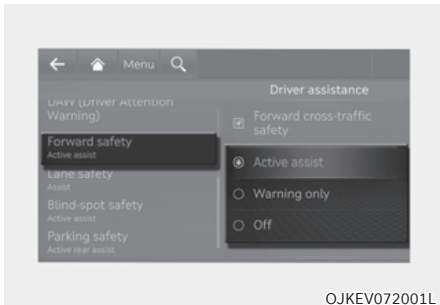 Menu
Driver assistance
DAW (Driver Attention
Warning)
Forward safety
Active assist
Lane safety
Assist
Blind-spot safety
Active assist
Parking safety
Active rear assist
Forward cross-traffic
safety
Active assist
Warning only
Off
OJKEV072001L